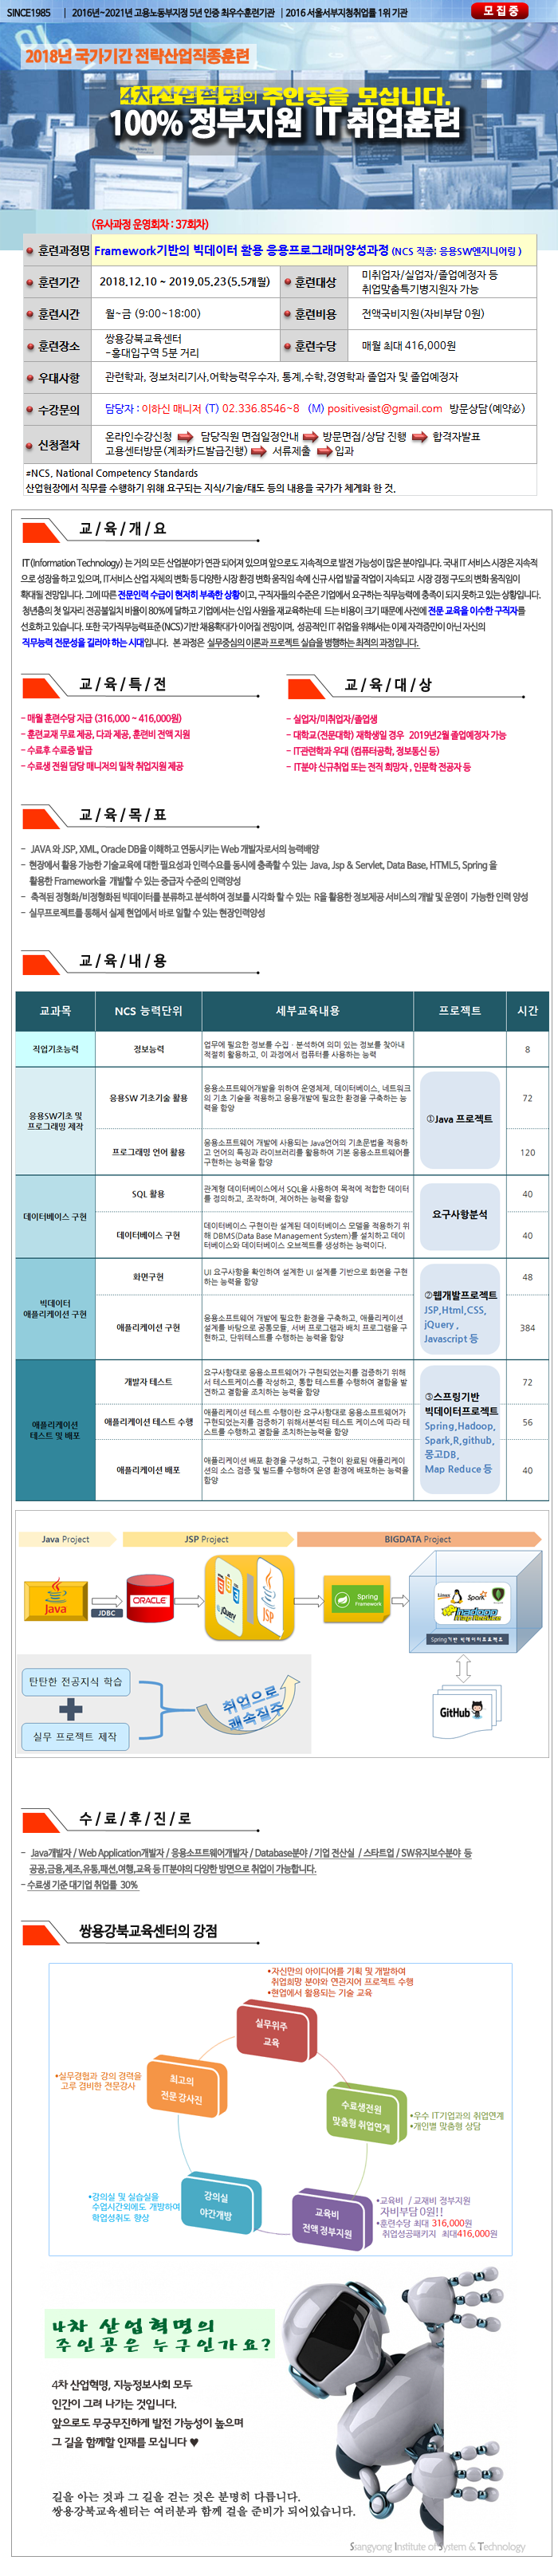 SINCE1985 | 2016년~2021년 고용노동부지정 5년 인증 최우수훈련기관 | 2016 서울서부지청취업률 1위 기관
모집중
2018년 국가기간 전략산업직종훈련
4차 산업혁명의 주인공을 모십니다.
100% 정부지원 IT 취업훈련
(유사과정 운영회차 : 37회차)
훈련과정명 Framework기반의 빅데이터 활용 응용프로그래머양성과정 (NCS 직종: 응용SW엔지니어링 )
훈련기간 2018.12.10 ~ 2019.05.23(5.5개월)
훈련대상 미취업자/실업자/졸업예정자 등
취업맞춤특기병지원자 가능
훈련시간 월~금 (9:00~18:00)
훈련비용 전액국비지원(자비부담 0원)
훈련장소 쌍용강북교육센터
-홍대입구역 5분 거리
훈련수당 매월 최대 416,000원
우대사항 관련학과, 정보처리기사,어학능력우수자, 통계,수학,경영학과 졸업자 및 졸업예정자
수강문의 담당자 : 이하신 매니저 (T) 02.336.8546~8 (M) positivesist@gmail.com 방문상담(예약必)
신청절차 온라인수강신청 담당직원 면접일정안내 방문면접/상담 진행 합격자발표
고용센터방문(계좌카드발급진행) 서류제출 입과
#NCS, National Competency Standards
산업현장에서 직무를 수행하기 위해 요구되는 지식/기술/태도 등의 내용을 국가가 체계화 한 것.
교/육/개/요
IT(Information Technology) 는 거의 모든 산업분야가 연관 되어져 있으며 앞으로도 지속적으로 발전 가능성이 많은 분야입니다. 국내 IT 서비스 시장은 지속적
으로 성장을 하고 있으며, IT서비스 산업 자체의 변화 등 다양한 시장 환경 변화 움직임 속에 신규 사업 발굴 작업이 지속되고 시장 경쟁 구도의 변화 움직임이
확대될 전망입니다. 그에 따른 전문인력 수급이 현저히 부족한 상황이고, 구직자들의 수준은 기업에서 요구하는 직무능력에 충족이 되지 못하고 있는 상황입니다.
청년층의 첫 일자리 전공불일치 비율이 80%에 달하고 기업에서는 신입 사원을 재교육하는데 드는 비용이 크기 때문에 사전에 전문 교육을 이수한 구직자를
선호하고 있습니다. 또한 국가직무능력표준(NCS)기반 채용확대가 이어질 전망이며, 성공적인 IT 취업을 위해서는 이제 자격증만이 아닌 자신의
직무능력 전문성을 길러야 하는 시대입니다. 본 과정은 실무중심의 이론과 프로젝트 실습을 병행하는 최적의 과정입니다.
교/육/특/전
- 매월 훈련수당 지급 (316,000 ~ 416,000원)
- 훈련교재 무료 제공, 다과 제공, 훈련비 전액 지원
- 수료후 수료증 발급
- 수료생 전원 담당 매니저의 밀착 취업지원 제공
교/육/대/상
- 실업자/미취업자/졸업생
- 대학교(전문대학) 재학생일 경우 2019년2월 졸업예정자 가능
- IT관련학과 우대 (컴퓨터공학, 정보통신 등)
- IT분야 신규취업 또는 전직 희망자 , 인문학 전공자 등
교/육/목/표
- JAVA 와 JSP, XML, Oracle DB을 이해하고 연동시키는 Web 개발자로서의 능력배양
- 현장에서 활용 가능한 기술교육에 대한 필요성과 인력수요를 동시에 충족할 수 있는 Java, Jsp & Servlet, Data Base, HTML5, Spring 을
활용한 Framework을 개발할 수 있는 중급자 수준의 인력양성
- 축적된 정형화/비정형화된 빅데이터를 분류하고 분석하여 정보를 시각화 할 수 있는 R을 활용한 정보제공 서비스의 개발 및 운영이 가능한 인력 양성
- 실무프로젝트를 통해서 실제 현업에서 바로 일할 수 있는 현장인력양성
교/육/내/용
교과목 NCS 능력단위 세부교육내용 프로젝트 시간
직업기초능력 정보능력 업무에 필요한 정보를 수집 · 분석하여 의미 있는 정보를 찾아내
적절히 활용하고, 이 과정에서 컴퓨터를 사용하는 능력 8
응용SW기초 및
프로그래밍 제작
응용SW 기초기술 활용 응용소프트웨어개발을 위하여 운영체제, 데이터베이스, 네트워크
의 기초 기술을 적용하고 응용개발에 필요한 환경을 구축하는 능
력을 함양 72
①Java 프로젝트
프로그래밍 언어 활용 응용소프트웨어 개발에 사용되는 Java언어의 기초문법을 적용하
고 언어의 특징과 라이브러리를 활용하여 기본 응용소프트웨어를
구현하는 능력을 함양 120
데이터베이스 구현
SQL 활용 관계형 데이터베이스에서 SQL을 사용하여 목적에 적합한 데이터
를 정의하고, 조작하며, 제어하는 능력을 함양 40
요구사항분석
데이터베이스 구현 데이터베이스 구현이란 설계된 데이터베이스 모델을 적용하기 위
해 DBMS(Data Base Management System)를 설치하고 데이
터베이스와 데이터베이스 오브젝트를 생성하는 능력이다. 40
빅데이터
애플리케이션 구현
화면구현 UI 요구사항을 확인하여 설계한 UI 설계를 기반으로 화면을 구현
하는 능력을 함양 48
②웹개발프로젝트
JSP,Html,CSS,
jQuery ,
Javascript 등
애플리케이션 구현 응용소프트웨어 개발에 필요한 환경을 구축하고, 애플리케이션
설계를 바탕으로 공통모듈, 서버 프로그램과 배치 프로그램을 구
현하고, 단위테스트를 수행하는 능력을 함양 384
애플리케이션
테스트 및 배포
개발자 테스트 요구사항대로 응용소프트웨어가 구현되었는지를 검증하기 위해
서 테스트케이스를 작성하고, 통합 테스트를 수행하여 결함을 발
견하고 결함을 조치하는 능력을 함양 72
③스프링기반
빅데이터프로젝트
Spring,Hadoop,
Spark,R,github,
몽고DB,
Map Reduce 등
애플리케이션 테스트 수행 애플리케이션 테스트 수행이란 요구사항대로 응용소프트웨어가
구현되었는지를 검증하기 위해서분석된 테스트 케이스에 따라 테
스트를 수행하고 결함을 조치하는능력을 함양 56
애플리케이션 배포 애플리케이션 배포 환경을 구성하고, 구현이 완료된 애플리케이
션의 소스 검증 및 빌드를 수행하여 운영 환경에 배포하는 능력을
함양 40
Java Project
JSP Project
BIGDATA Project
Java
JDBC
ORACLE
jQuery
JSP
Spring
Framework
Linux
Spark
hadoop
MapReduce
Spring기반 빅데이터프로젝트
GitHub
탄탄한 전공지식 학습
실무 프로젝트 제작
취업으로
쾌속질주
수/료/후/진/로
- Java개발자 / Web Application개발자 / 응용소프트웨어개발자 / Database분야 / 기업 전산실 / 스타트업 / SW유지보수분야 등
공공,금융,제조,유통,패션,여행,교육 등 IT분야의 다양한 방면으로 취업이 가능합니다.
- 수료생 기준 대기업 취업률 30%
쌍용강북교육센터의 강점
•자신만의 아이디어를 기획 및 개발하여
취업희망 분야와 연관지어 프로젝트 수행
•현업에서 활용되는 기술 교육
실무위주
교육
•실무경험과 강의 경력을
고루 겸비한 전문강사
최고의
전문 강사진
수료생전원
맞춤형 취업연계
•우수 IT기업과의 취업연계
•개인별 맞춤형 상담
•강의실 및 실습실을
수업시간외에도 개방하여
학업성취도 향상
강의실
야간개방
교육비
전액 정부지원
•교육비 / 교재비 정부지원
자비부담 0원!!
•훈련수당 최대 316,000원
취업성공패키지 최대416,000원
4차 산업혁명의
주인공은 누구인가요?
4차 산업혁명, 지능정보사회 모두
인간이 그려 나가는 것입니다.
앞으로도 무궁무진하게 발전 가능성이 높으며
그 길을 함께할 인재를 모십니다 ♥
길을 아는 것과 그 길을 걷는 것은 분명히 다릅니다.
쌍용강북교육센터는 여러분과 함께 걸을 준비가 되어있습니다.
Ssangyong Institute of System & Technology